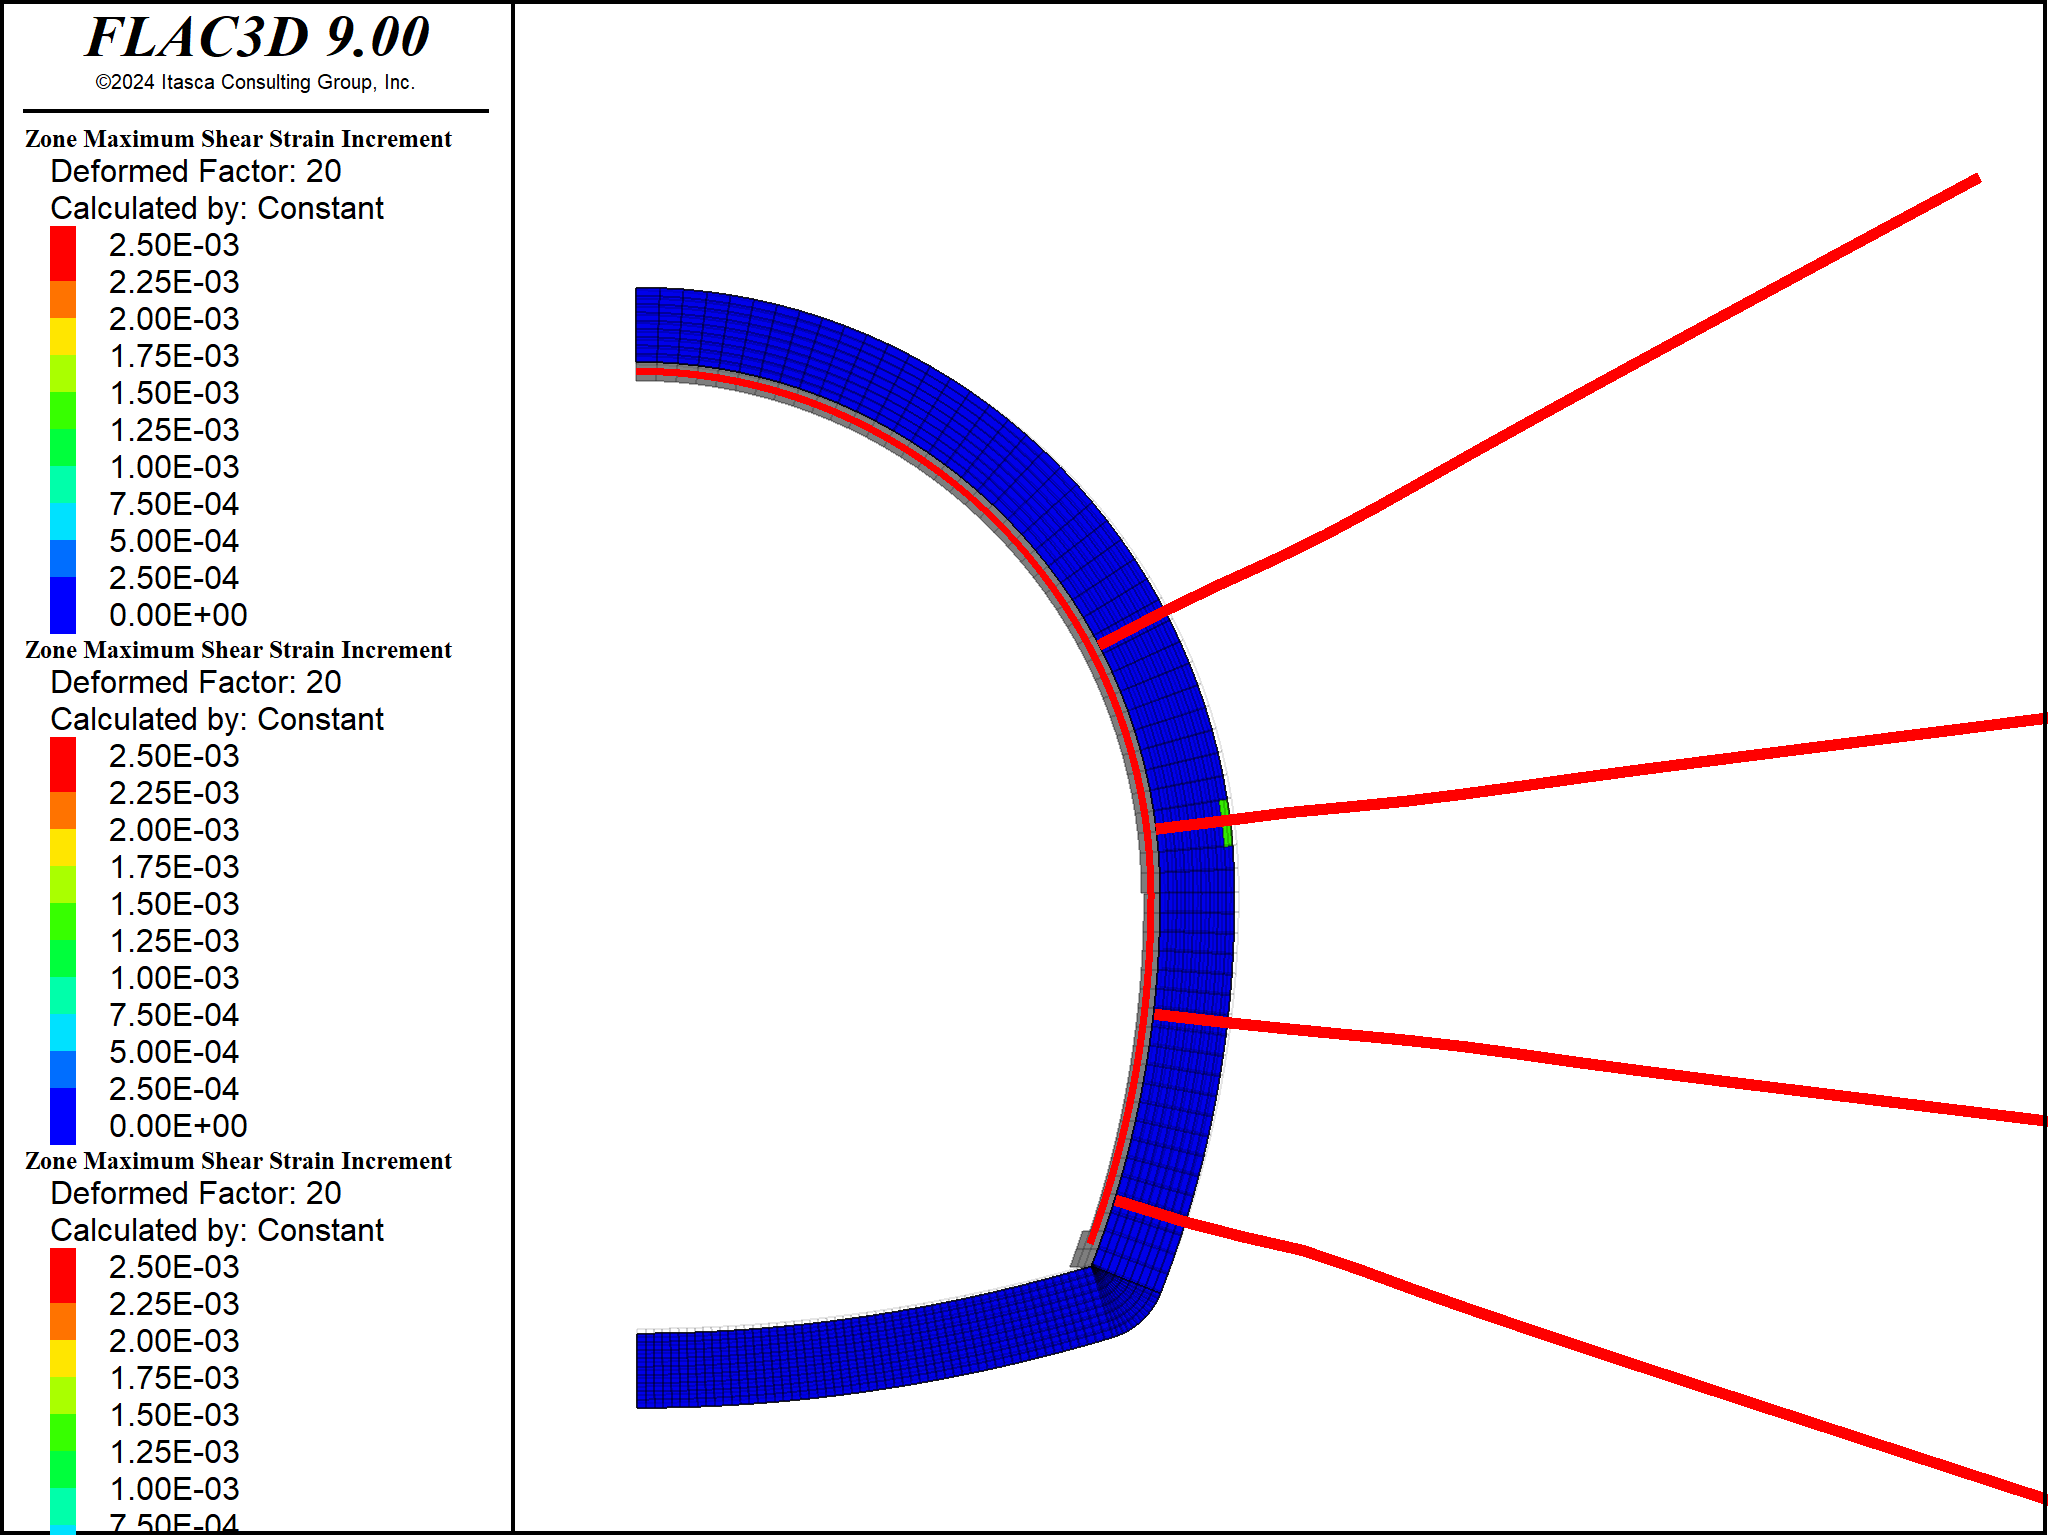 FLAC3D 9.00
©2024 Itasca Consulting Group, Inc.
Zone Maximum Shear Strain Increment
Deformed Factor: 20
Calculated by: Constant
2.50E-03
2.25E-03
2.00E-03
1.75E-03
1.50E-03
1.25E-03
1.00E-03
7.50E-04
5.00E-04
2.50E-04
0.00E+00
Zone Maximum Shear Strain Increment
Deformed Factor: 20
Calculated by: Constant
2.50E-03
2.25E-03
2.00E-03
1.75E-03
1.50E-03
1.25E-03
1.00E-03
7.50E-04
5.00E-04
2.50E-04
0.00E+00
Zone Maximum Shear Strain Increment
Deformed Factor: 20
Calculated by: Constant
2.50E-03
2.25E-03
2.00E-03
1.75E-03
1.50E-03
1.25E-03
1.00E-03
7.50E-04